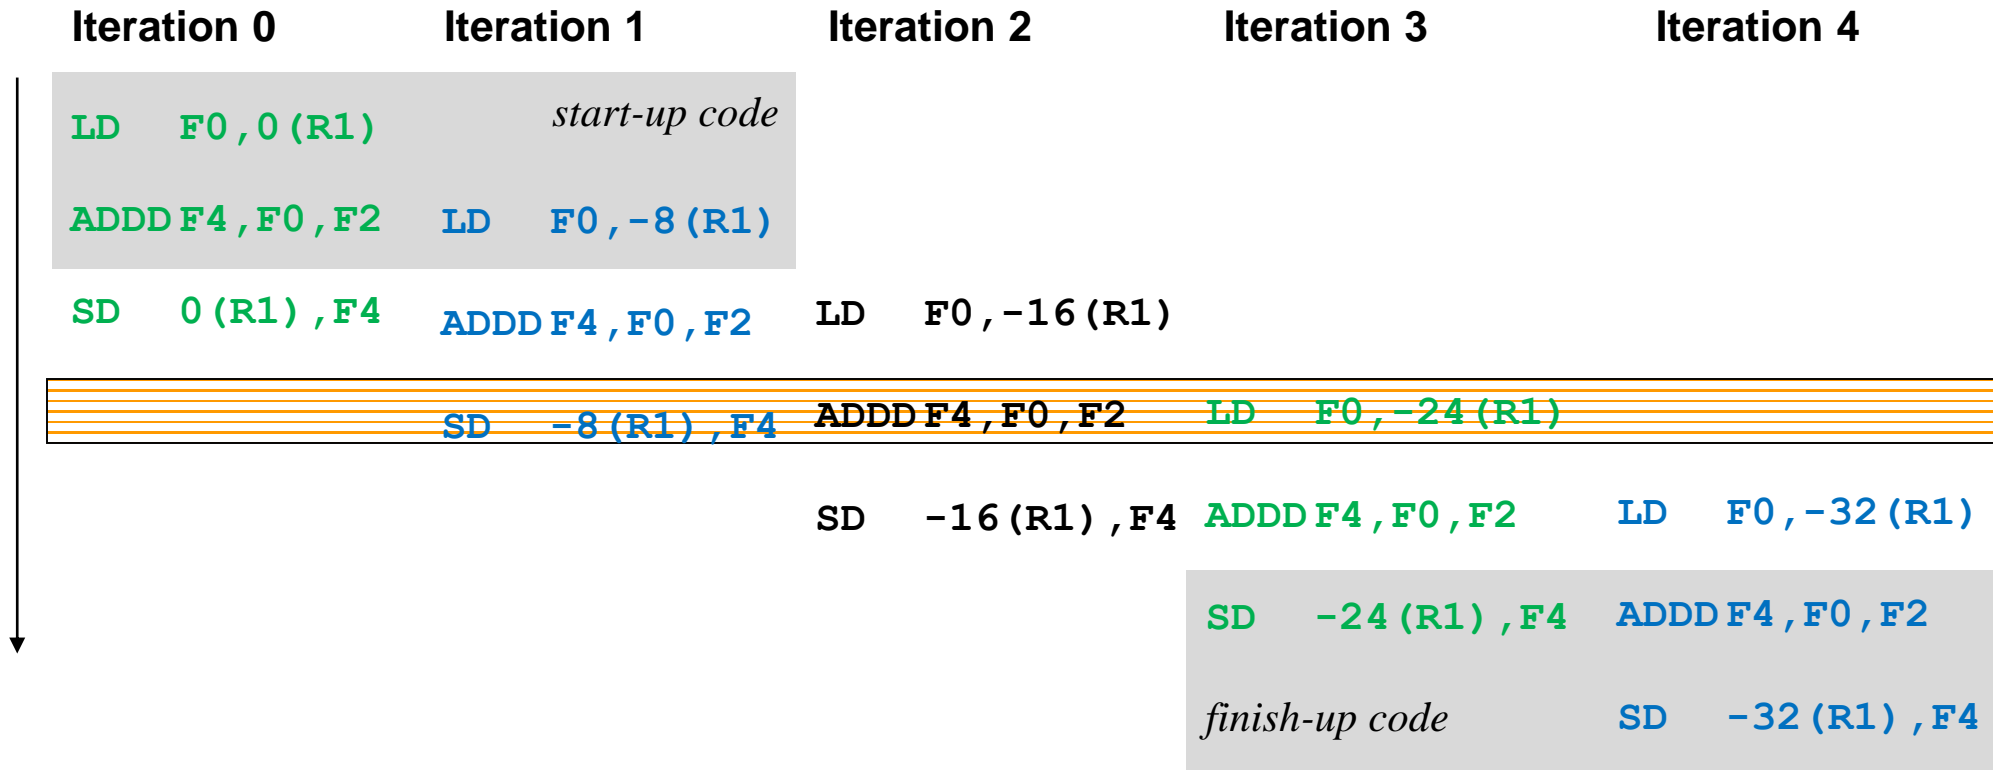 Iteration 0 Iteration 1 Iteration 2 Iteration 3 Iteration 4
LD F0,0(R1) start-up code
ADDD F4,F0,F2 LD F0,-8(R1)
SD 0(R1),F4 ADDD F4,F0,F2 LD F0,-16(R1)
SD -8(R1),F4 ADDD F4,F0,F2 LD F0,-24(R1)
SD -16(R1),F4 ADDD F4,F0,F2 LD F0,-32(R1)
SD -24(R1),F4 ADDD F4,F0,F2
finish-up code SD -32(R1),F4